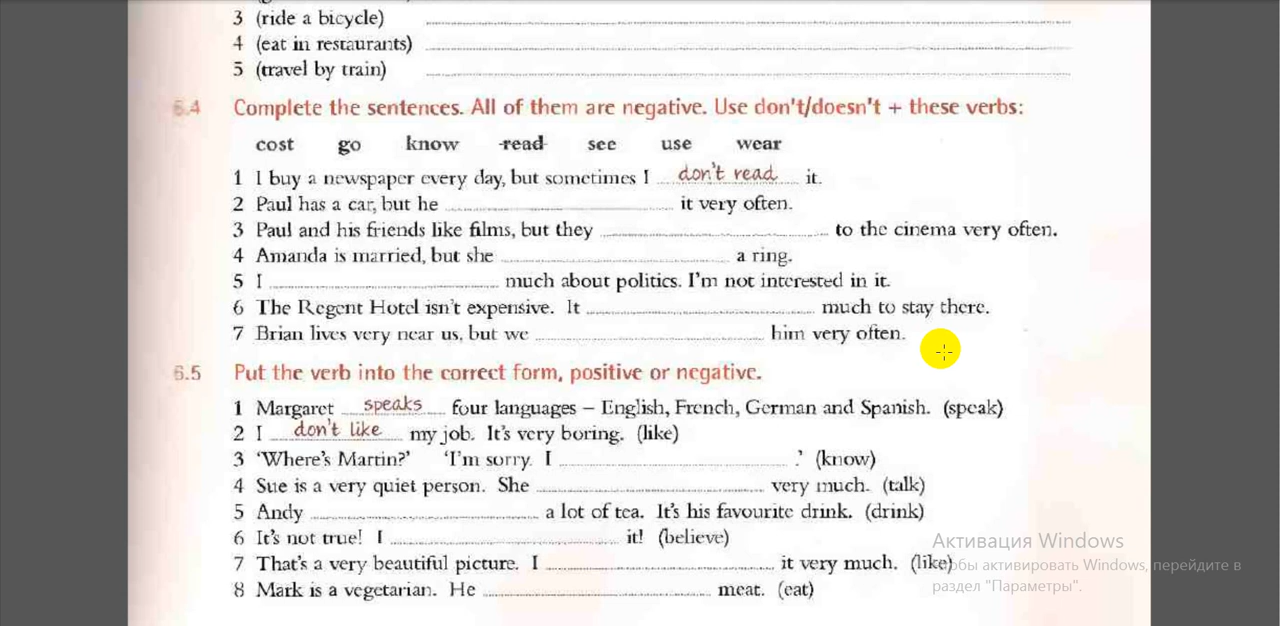 3 (ride a bicycle)
4 (eat in restaurants)
5 (travel by train)
6.4 Complete the sentences. All of them are negative. Use don't/doesn't + these verbs:
cost go know read see use wear
1 I buy a newspaper every day, but sometimes I don't read it.
2 Paul has a car, but he it very often.
3 Paul and his friends like films, but they to the cinema very often.
4 Amanda is married, but she a ring.
5 I much about politics. I'm not interested in it.
6 The Regent Hotel isn't expensive. It much to stay there.
7 Brian lives very near us, but we him very often.
6.5 Put the verb into the correct form, positive or negative.
1 Margaret speaks four languages – English, French, German and Spanish. (speak)
2 I don't like my job. It's very boring. (like)
3 'Where's Martin?' 'I'm sorry. I .' (know)
4 Sue is a very quiet person. She very much. (talk)
5 Andy a lot of tea. It's his favourite drink. (drink)
6 It's not true! I it! (believe)
7 That's a very beautiful picture. I it very much. (like)
8 Mark is a vegetarian. He meat. (eat)
Активация Windows
Чтобы активировать Windows, перейдите в
раздел "Параметры".